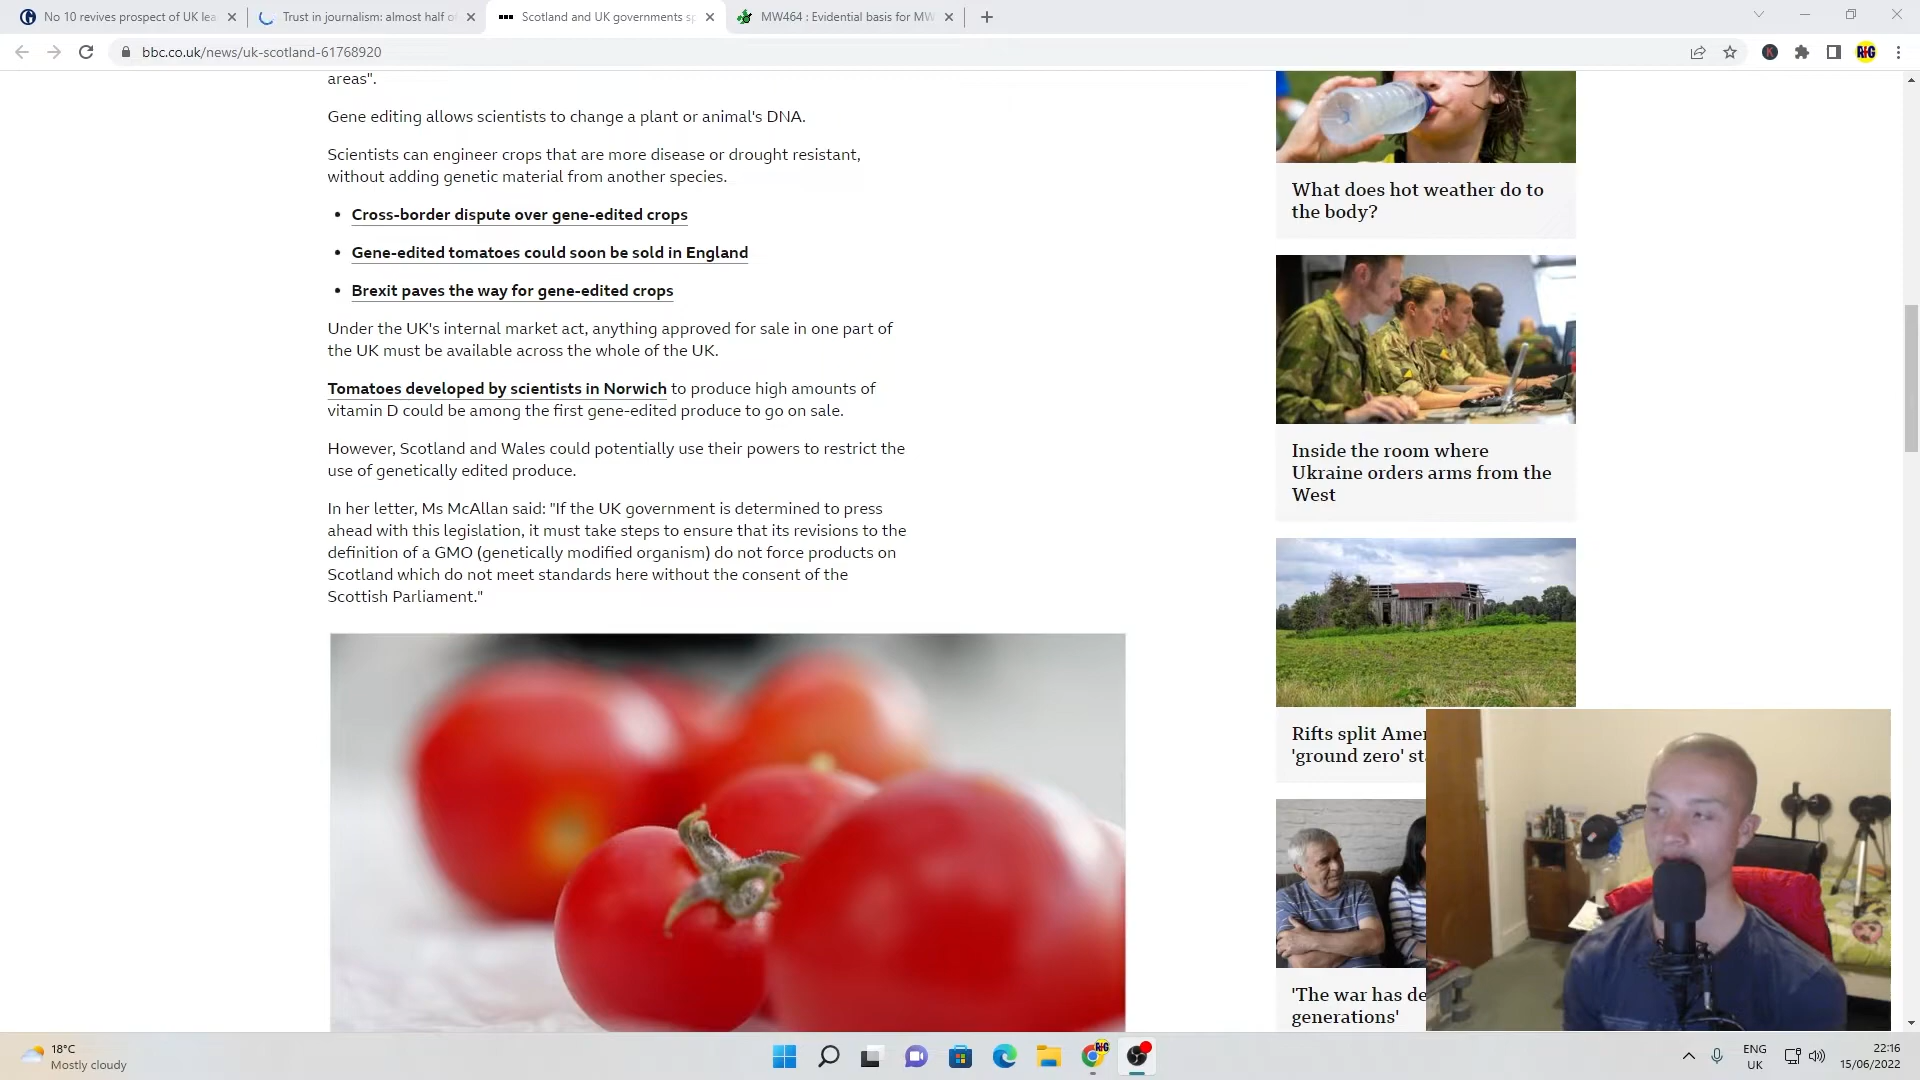 No 10 revives prospect of UK lea
Trust in journalism: almost half of
Scotland and UK governments sp
MW464 : Evidential basis for MW
bbc.co.uk/news/uk-scotland-61768920
K
RIG
areas".
Gene editing allows scientists to change a plant or animal's DNA.
Scientists can engineer crops that are more disease or drought resistant,
without adding genetic material from another species.
• Cross-border dispute over gene-edited crops
• Gene-edited tomatoes could soon be sold in England
• Brexit paves the way for gene-edited crops
Under the UK's internal market act, anything approved for sale in one part of
the UK must be available across the whole of the UK.
Tomatoes developed by scientists in Norwich to produce high amounts of
vitamin D could be among the first gene-edited produce to go on sale.
However, Scotland and Wales could potentially use their powers to restrict the
use of genetically edited produce.
In her letter, Ms McAllan said: "If the UK government is determined to press
ahead with this legislation, it must take steps to ensure that its revisions to the
definition of a GMO (genetically modified organism) do not force products on
Scotland which do not meet standards here without the consent of the
Scottish Parliament."
What does hot weather do to
the body?
Inside the room where
Ukraine orders arms from the
West
Rifts split Amer
'ground zero' st
'The war has de
generations'
18°C
Mostly cloudy
RIG
ENG
UK
22:16
15/06/2022